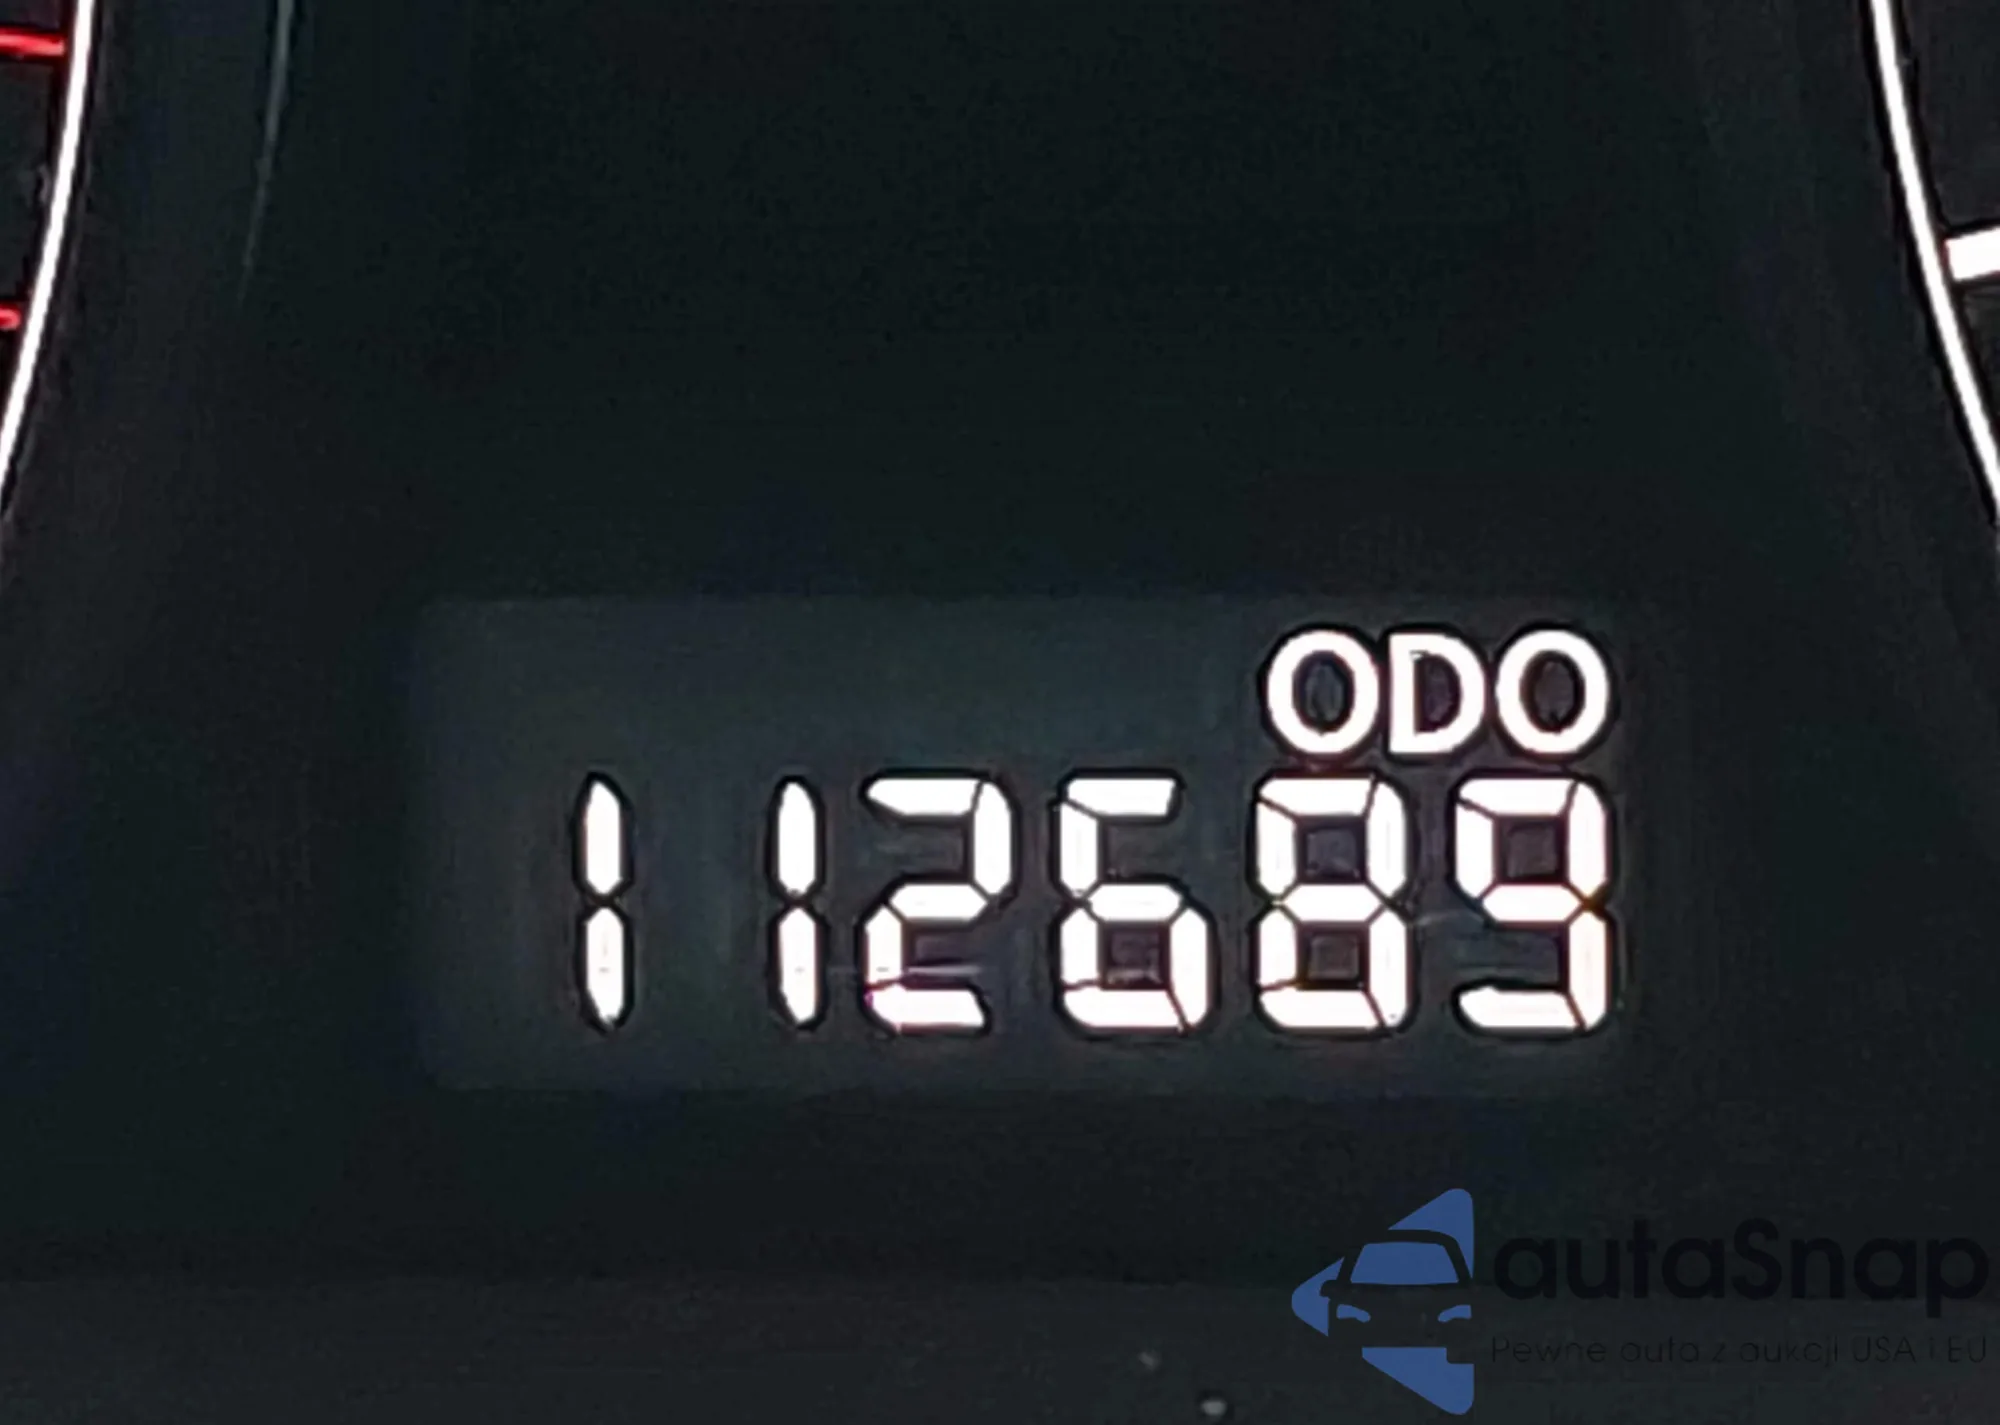 ODO
112689
autaSnap
Pewne auta z aukcji USA i EU